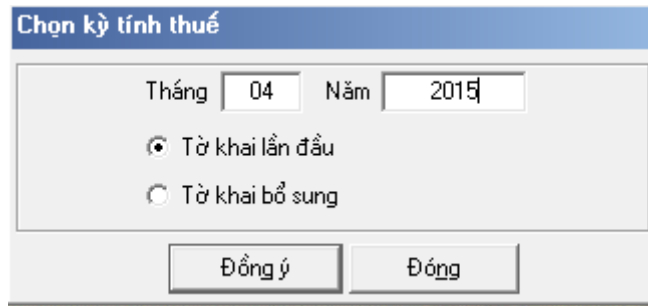 Chọn kỳ tính thuế
Tháng 04 Năm 2015
Tờ khai lần đầu
Tờ khai bổ sung
Đồng ý Đóng